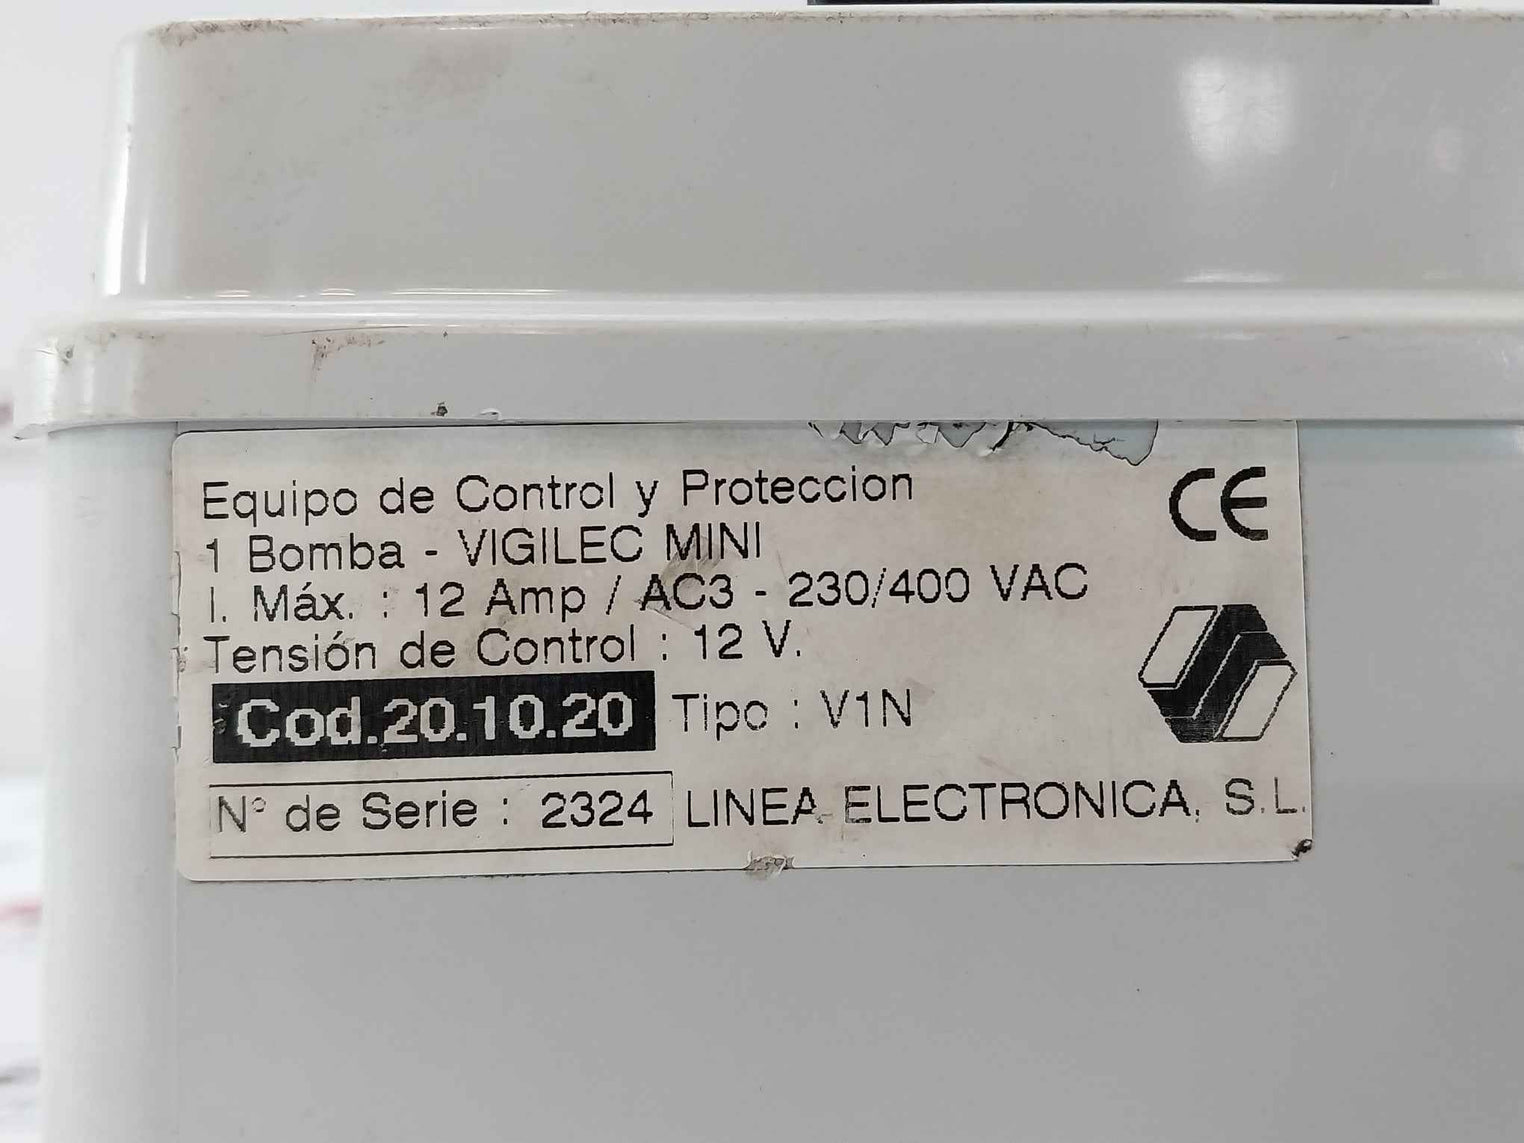 Equipo de Control y Proteccion
CE
1 Bomba - VIGILEC MINI
I. Máx. : 12 Amp / AC3 - 230/400 VAC
Tensión de Control : 12 V.
Cod.20.10.20 Tipo : V1N
Nº de Serie : 2324 LINEA ELECTRONICA, S.L.